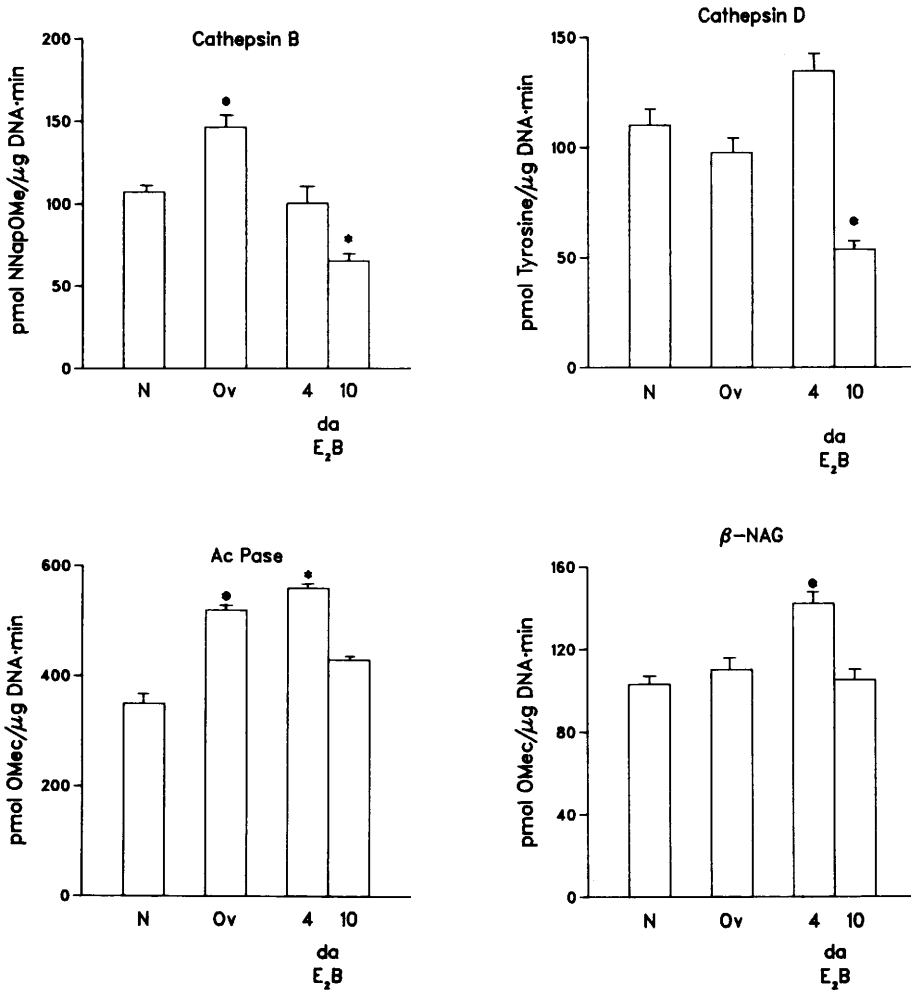 Cathepsin B
pmol NNapOMe/μg DNA·min
200
150
100
50
0
N Ov 4 10
da
E₂B
Cathepsin D
pmol Tyrosine/μg DNA·min
150
100
50
0
N Ov 4 10
da
E₂B
Ac Pase
pmol OMec/μg DNA·min
600
400
200
0
N Ov 4 10
da
E₂B
β-NAG
pmol OMec/μg DNA·min
160
120
80
40
0
N Ov 4 10
da
E₂B